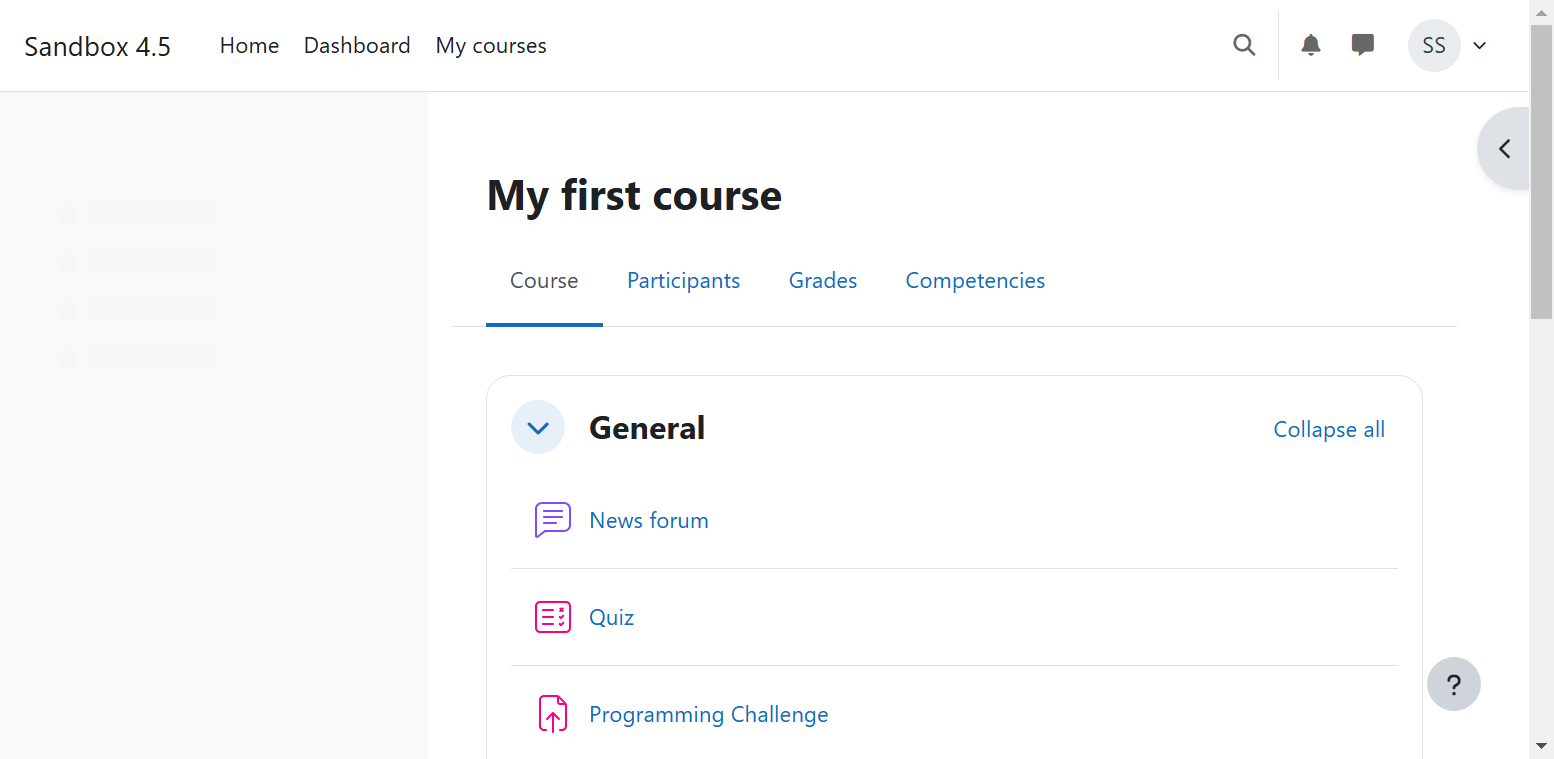 Sandbox 4.5 Home Dashboard My courses SS
My first course
Course Participants Grades Competencies
General Collapse all
News forum
Quiz
Programming Challenge
?